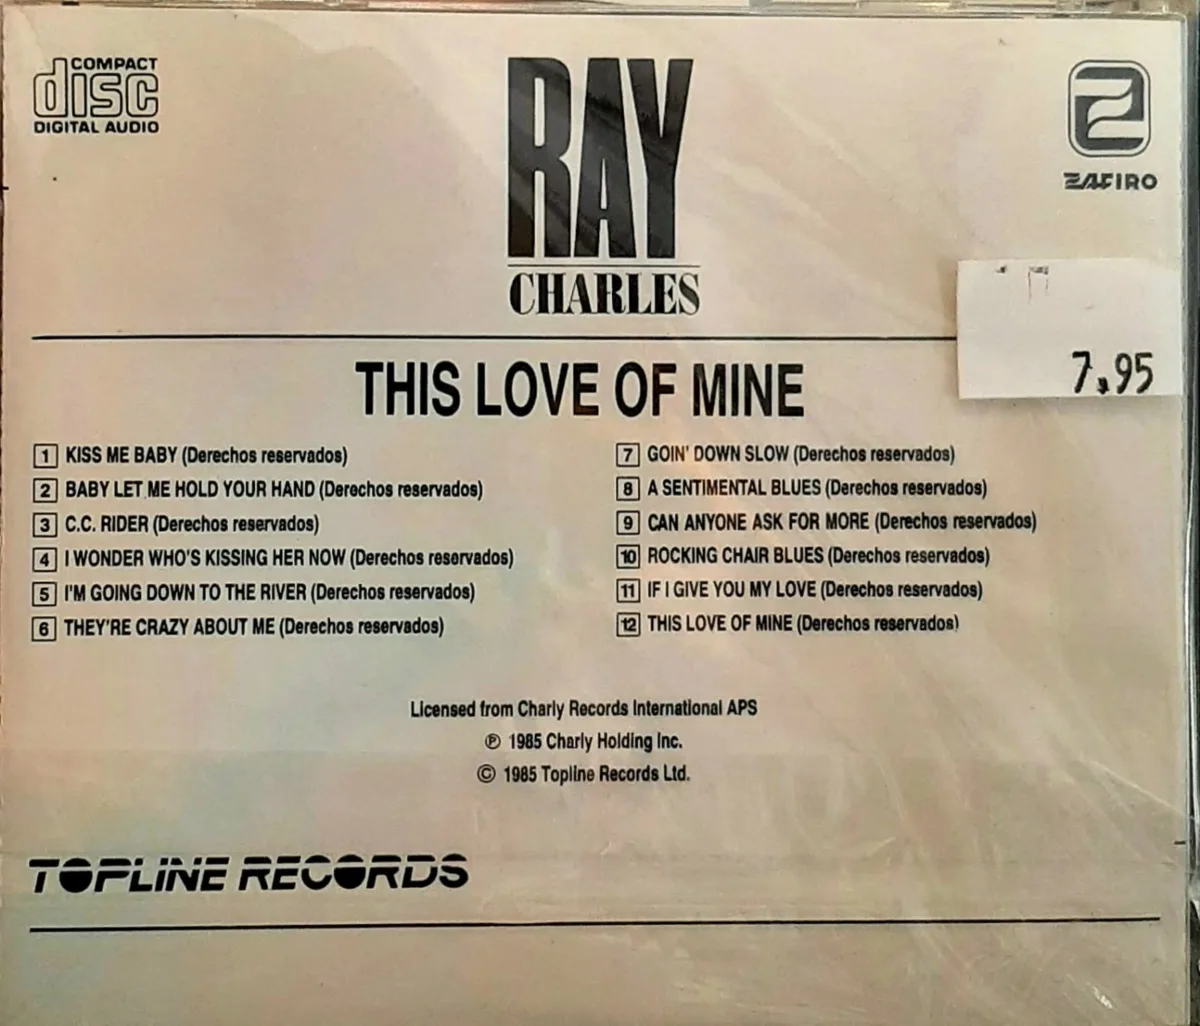 COMPACT
disc
DIGITAL AUDIO
RAY
CHARLES
ZAFIRO
7.95
THIS LOVE OF MINE
1 KISS ME BABY (Derechos reservados)
2 BABY LET ME HOLD YOUR HAND (Derechos reservados)
3 C.C. RIDER (Derechos reservados)
4 I WONDER WHO'S KISSING HER NOW (Derechos reservados)
5 I'M GOING DOWN TO THE RIVER (Derechos reservados)
6 THEY'RE CRAZY ABOUT ME (Derechos reservados)
7 GOIN' DOWN SLOW (Derechos reservados)
8 A SENTIMENTAL BLUES (Derechos reservados)
9 CAN ANYONE ASK FOR MORE (Derechos reservados)
10 ROCKING CHAIR BLUES (Derechos reservados)
11 IF I GIVE YOU MY LOVE (Derechos reservados)
12 THIS LOVE OF MINE (Derechos reservados)
Licensed from Charly Records International APS
℗ 1985 Charly Holding Inc.
© 1985 Topline Records Ltd.
TOPLINE RECORDS